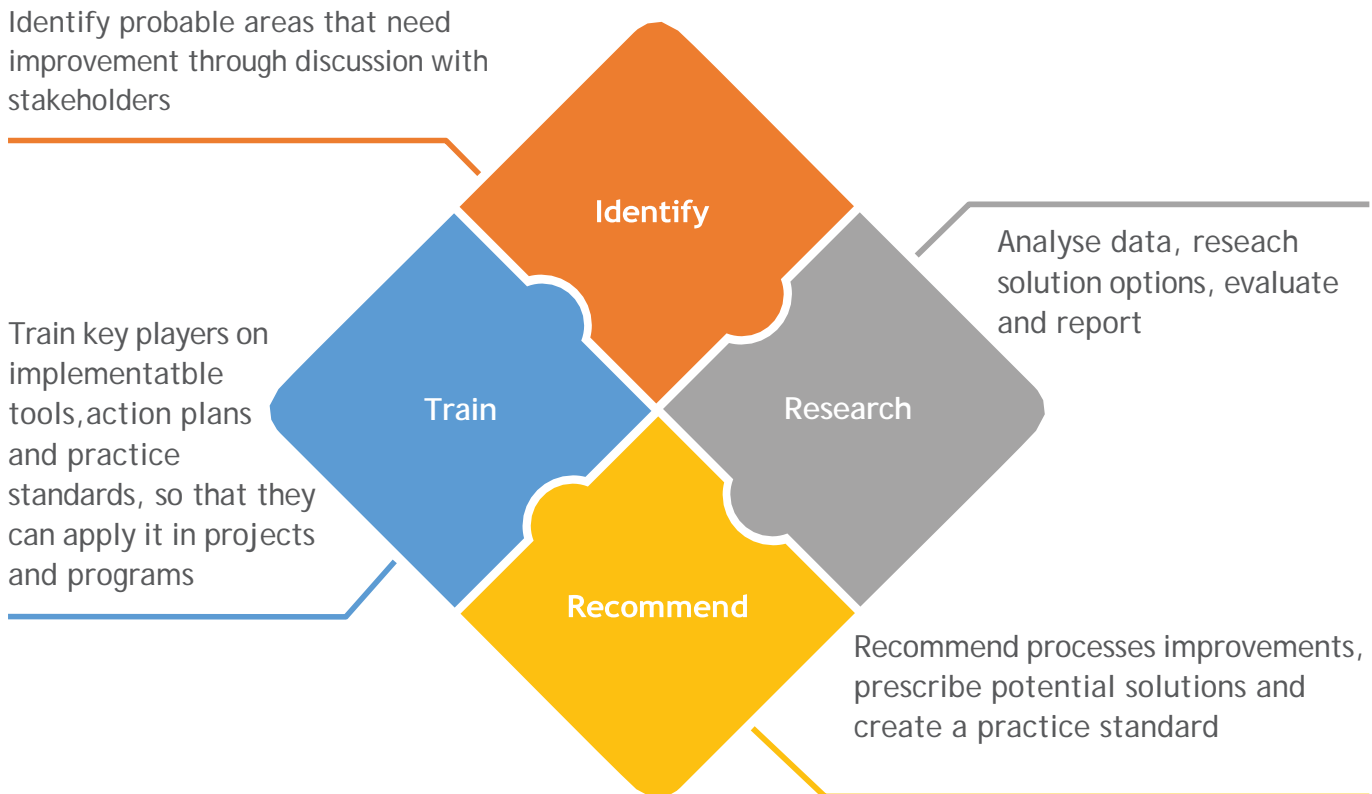 Identify probable areas that need
improvement through discussion with
stakeholders
Identify
Analyse data, reseach
solution options, evaluate
and report
Research
Train key players on
implementatble
tools,action plans
and practice
standards, so that they
can apply it in projects
and programs
Train
Recommend
Recommend processes improvements,
prescribe potential solutions and
create a practice standard